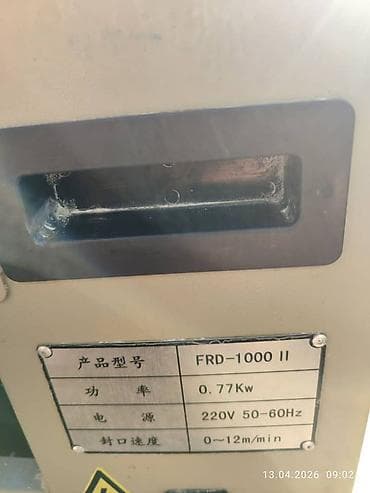 产品型号 FRD-1000 II
功 率 0.77Kw
电 源 220V 50-60Hz
封口速度 0~12m/min
13.04.2026 09:02